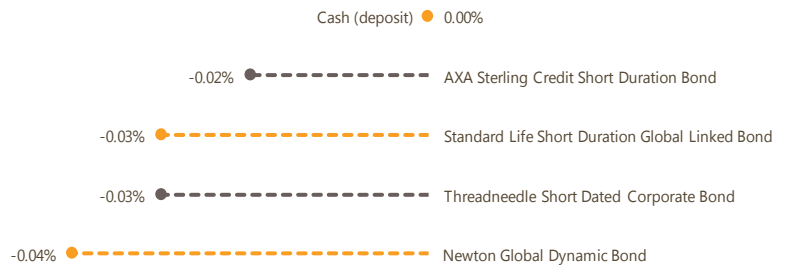 Cash (deposit) 0.00%
-0.02% AXA Sterling Credit Short Duration Bond
-0.03% Standard Life Short Duration Global Linked Bond
-0.03% Threadneedle Short Dated Corporate Bond
-0.04% Newton Global Dynamic Bond